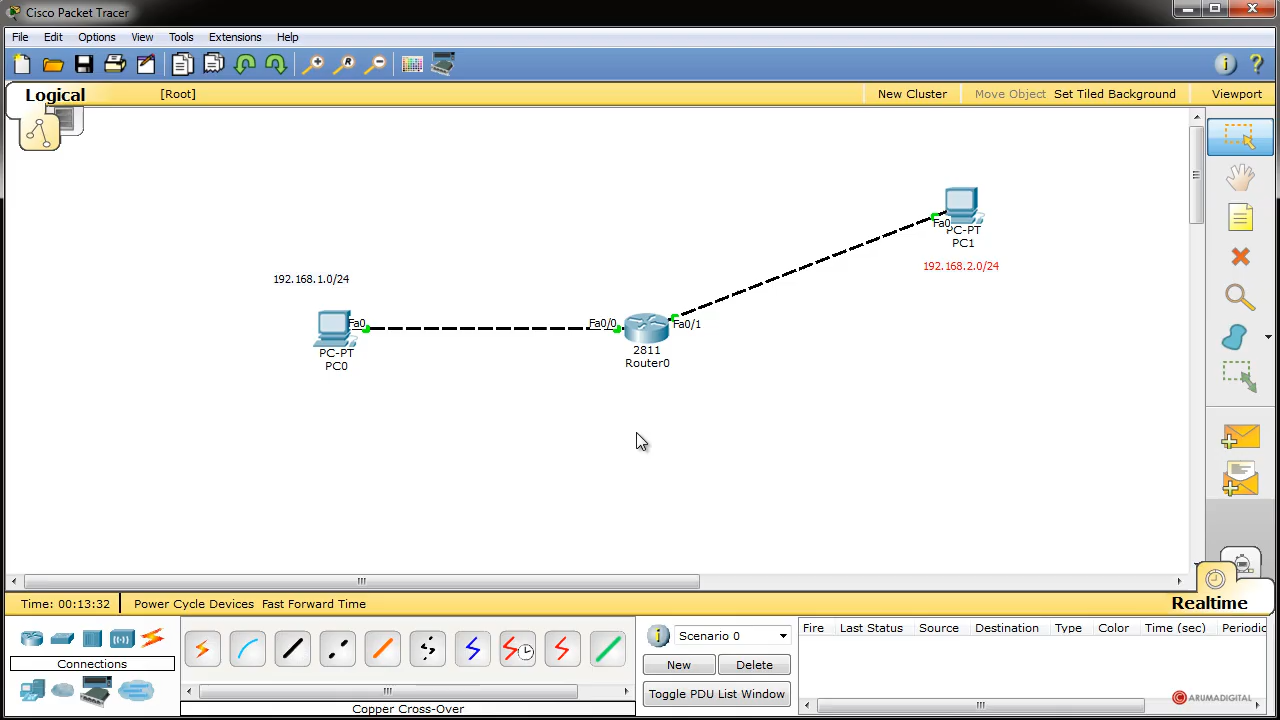 Cisco Packet Tracer
File Edit Options View Tools Extensions Help
Logical [Root] New Cluster Move Object Set Tiled Background Viewport
PC-PT
PC1
Fa0
192.168.2.0/24
192.168.1.0/24
Fa0 Fa0/0 Fa0/1
PC-PT
PC0
2811
Router0
Realtime
Time: 00:13:32 Power Cycle Devices Fast Forward Time
Connections
Copper Cross-Over
Scenario 0
New Delete
Toggle PDU List Window
Fire Last Status Source Destination Type Color Time (sec) Periodic
CARUMADIGITAL